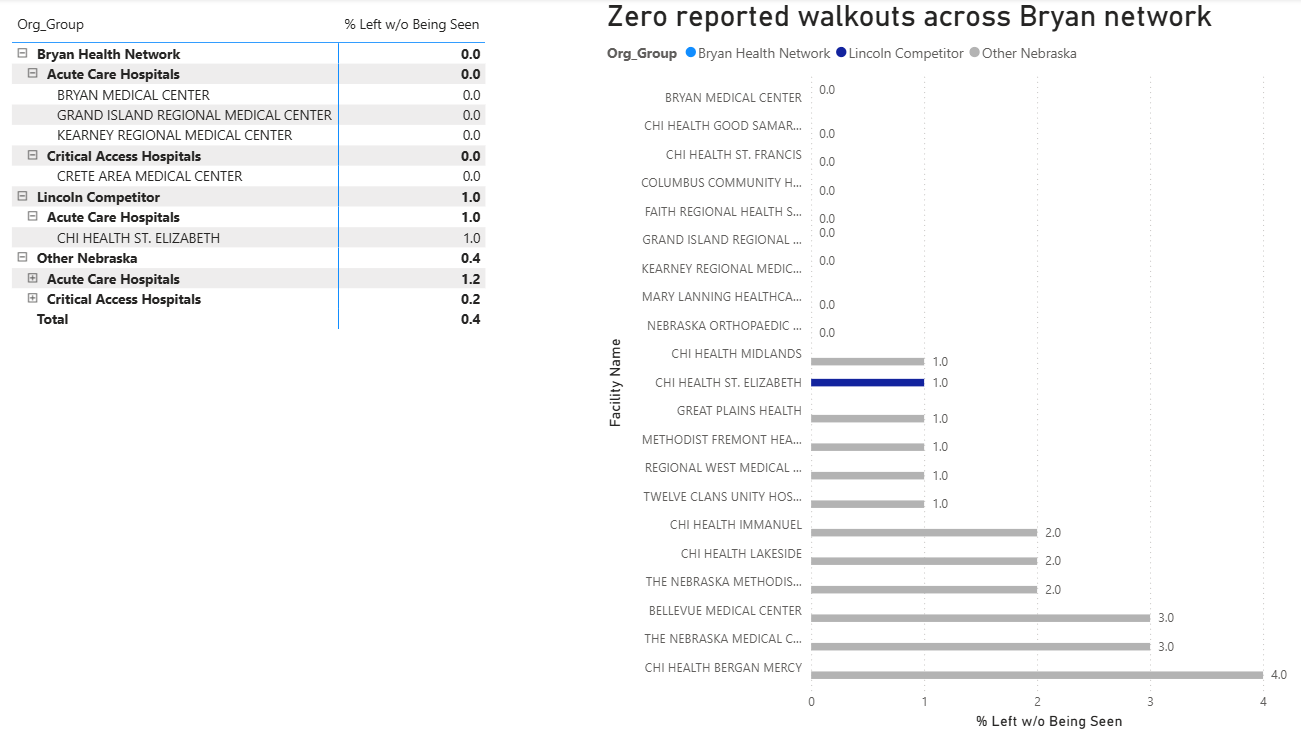 Org_Group % Left w/o Being Seen
Bryan Health Network 0.0
Acute Care Hospitals 0.0
BRYAN MEDICAL CENTER 0.0
GRAND ISLAND REGIONAL MEDICAL CENTER 0.0
KEARNEY REGIONAL MEDICAL CENTER 0.0
Critical Access Hospitals 0.0
CRETE AREA MEDICAL CENTER 0.0
Lincoln Competitor 1.0
Acute Care Hospitals 1.0
CHI HEALTH ST. ELIZABETH 1.0
Other Nebraska 0.4
Acute Care Hospitals 1.2
Critical Access Hospitals 0.2
Total 0.4
Zero reported walkouts across Bryan network
Org_Group Bryan Health Network Lincoln Competitor Other Nebraska
Facility Name
BRYAN MEDICAL CENTER 0.0
CHI HEALTH GOOD SAMAR... 0.0
CHI HEALTH ST. FRANCIS 0.0
COLUMBUS COMMUNITY H... 0.0
FAITH REGIONAL HEALTH S... 0.0
GRAND ISLAND REGIONAL ... 0.0
KEARNEY REGIONAL MEDIC... 0.0
MARY LANNING HEALTHCA... 0.0
NEBRASKA ORTHOPAEDIC ... 0.0
CHI HEALTH MIDLANDS 1.0
CHI HEALTH ST. ELIZABETH 1.0
GREAT PLAINS HEALTH 1.0
METHODIST FREMONT HEA... 1.0
REGIONAL WEST MEDICAL ... 1.0
TWELVE CLANS UNITY HOS... 1.0
CHI HEALTH IMMANUEL 2.0
CHI HEALTH LAKESIDE 2.0
THE NEBRASKA METHODIS... 2.0
BELLEVUE MEDICAL CENTER 3.0
THE NEBRASKA MEDICAL C... 3.0
CHI HEALTH BERGAN MERCY 4.0
0 1 2 3 4
% Left w/o Being Seen